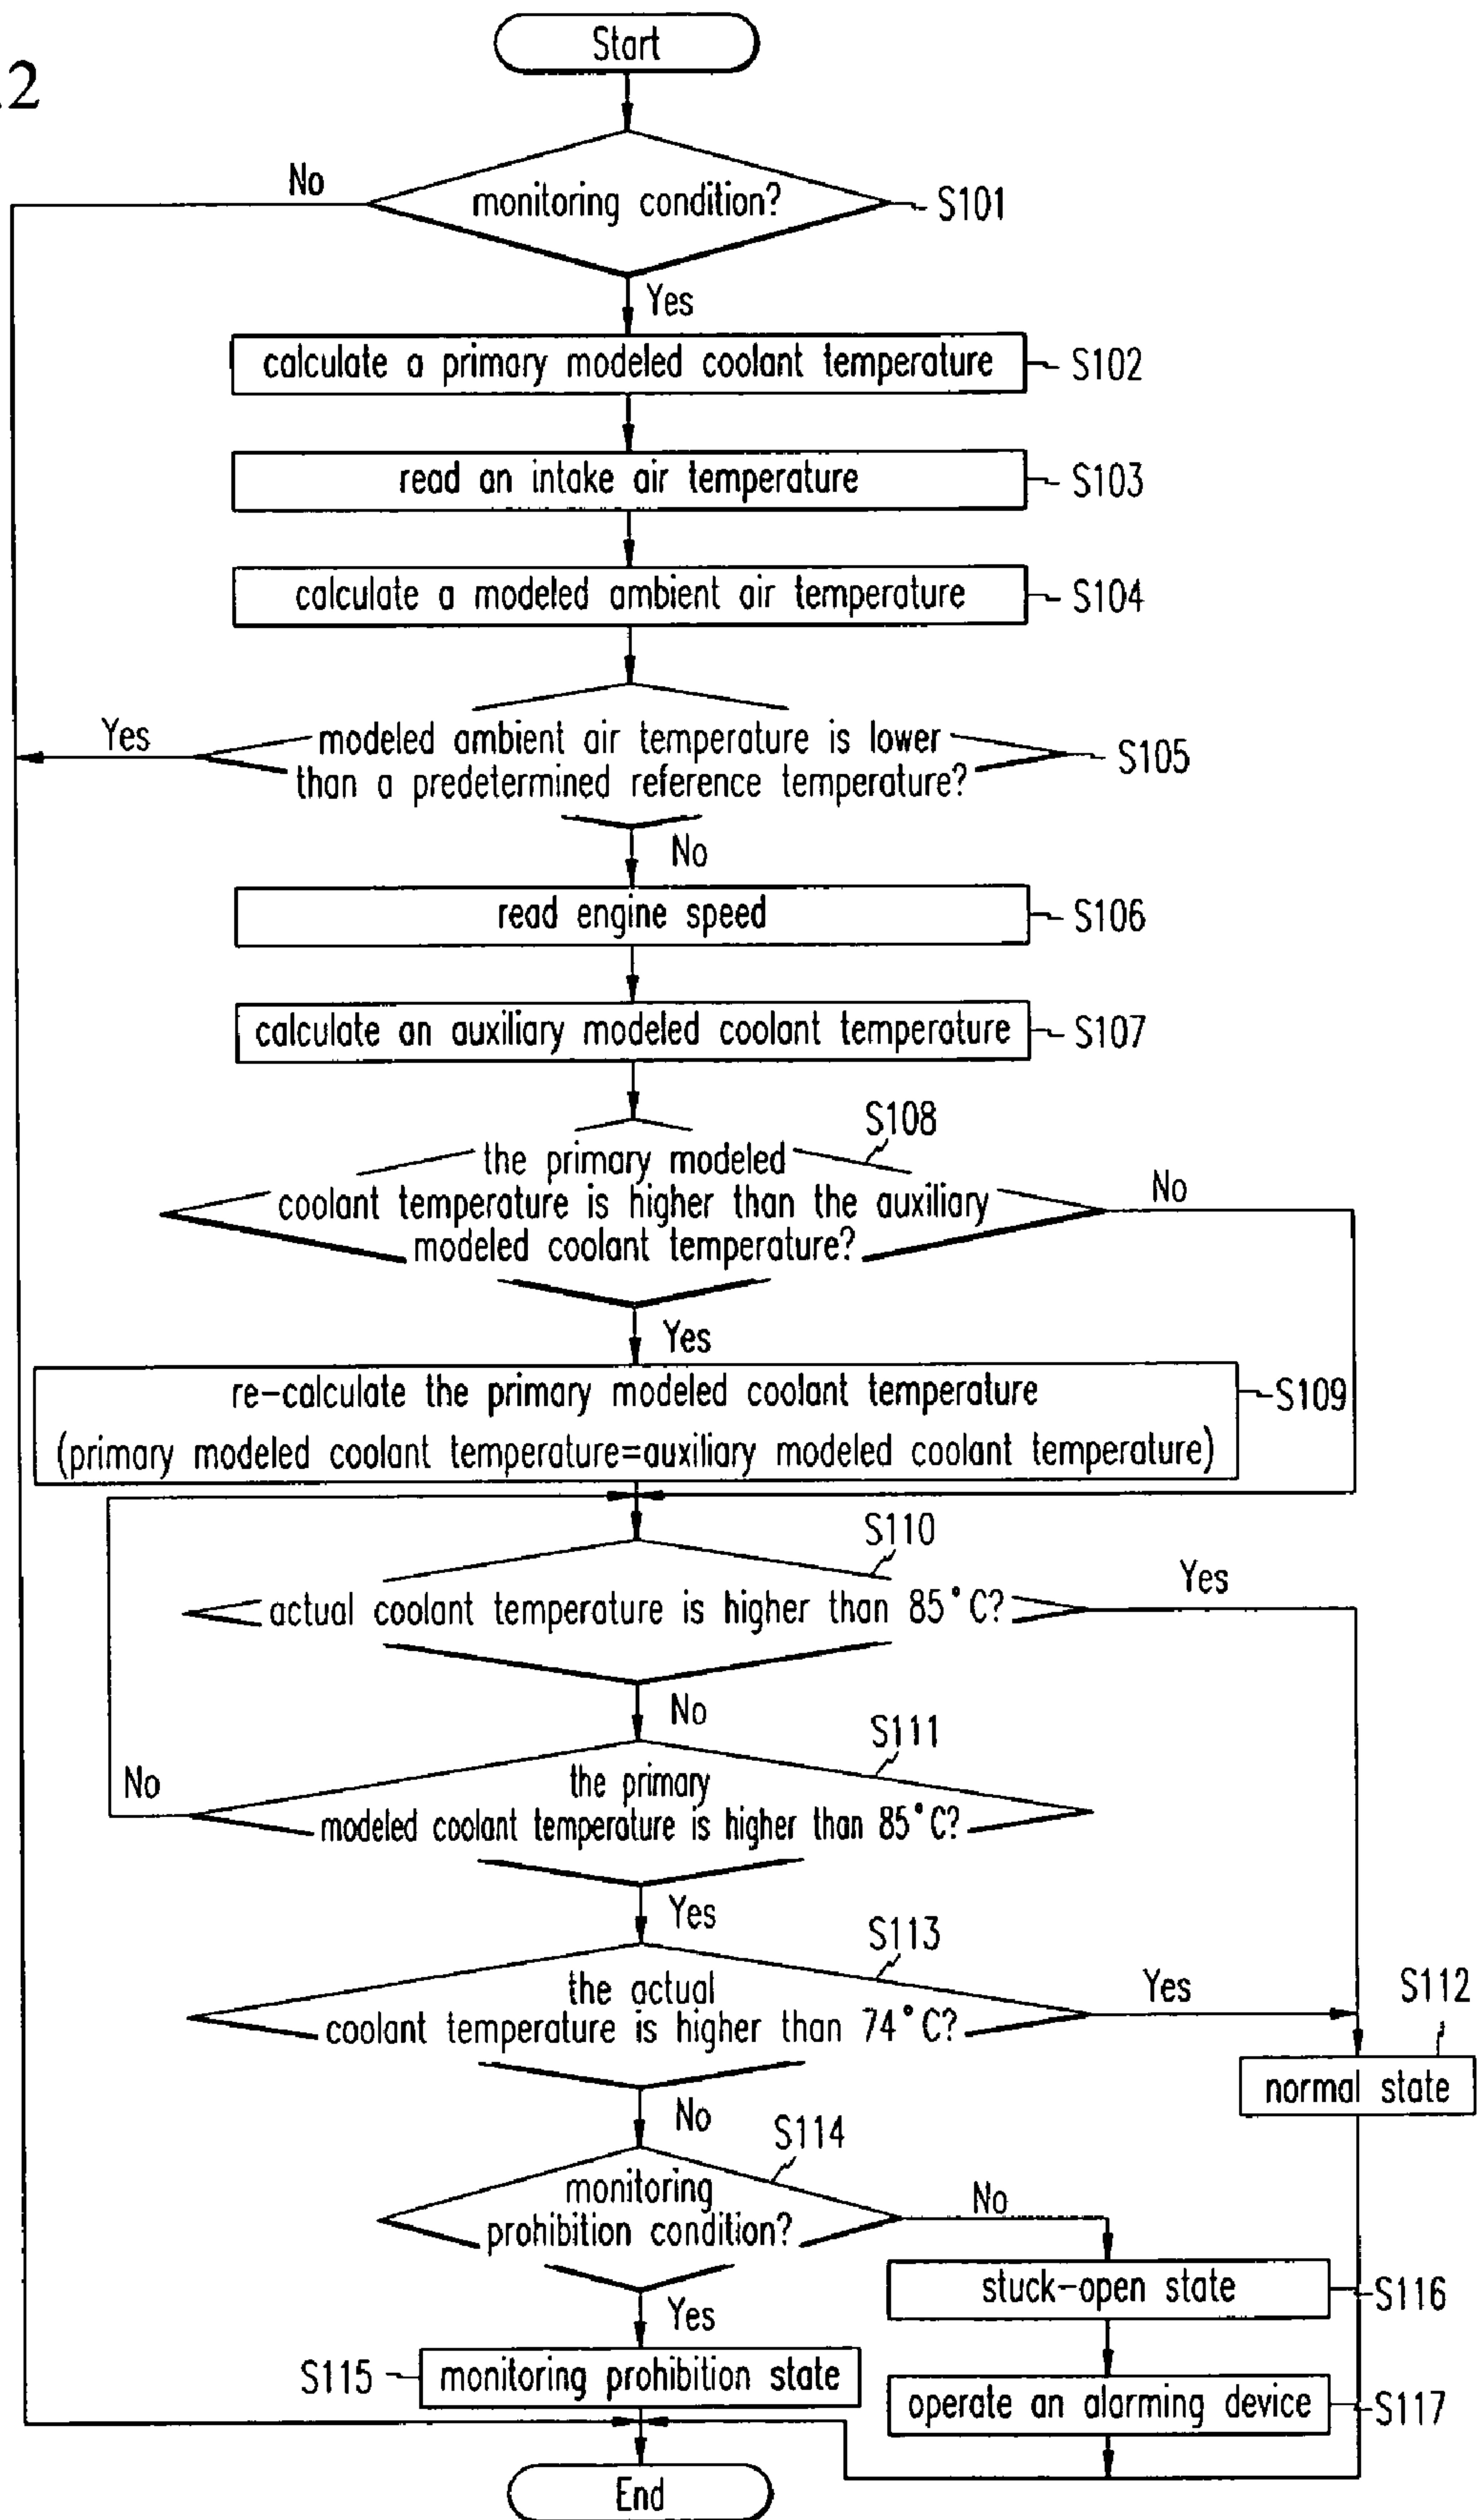 .2
Start
No
monitoring condition?
S101
Yes
calculate a primary modeled coolant temperature
S102
read an intake air temperature
S103
calculate a modeled ambient air temperature
S104
Yes
modeled ambient air temperature is lower
than a predetermined reference temperature?
S105
No
read engine speed
S106
calculate an auxiliary modeled coolant temperature
S107
S108
the primary modeled
coolant temperature is higher than the auxiliary
modeled coolant temperature?
No
Yes
re-calculate the primary modeled coolant temperature
(primary modeled coolant temperature=auxiliary modeled coolant temperature)
S109
S110
actual coolant temperature is higher than 85°C?
Yes
No
S111
the primary
modeled coolant temperature is higher than 85°C?
No
Yes
S113
the actual
coolant temperature is higher than 74°C?
Yes
S112
normal state
No
S114
monitoring
prohibition condition?
No
stuck-open state
S116
Yes
S115
monitoring prohibition state
operate an alarming device
S117
End